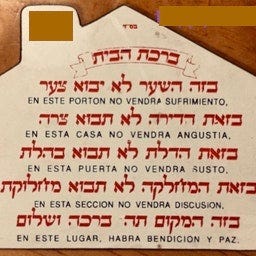 בס״ד
ברכת הבית
בזה השער לא יבוא צער
EN ESTE PORTON NO VENDRA SUFRIMIENTO,
בזאת הדירה לא תבוא צרה
EN ESTA CASA NO VENDRA ANGUSTIA,
בזאת הדלת לא תבוא בהלת
EN ESTA PUERTA NO VENDRA SUSTO,
בזאת המחלקה לא תבוא מחלוקת
EN ESTA SECCION NO VENDRA DISCUSION,
בזה המקום תה׳ ברכה ושלום
EN ESTE LUGAR, HABRA BENDICION Y PAZ.